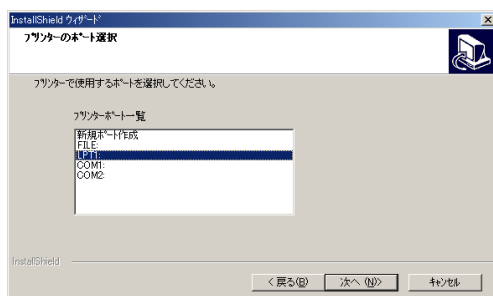 InstallShield ウィザード
プリンターのポート選択
プリンターで使用するポートを選択してください。
プリンターポート一覧
新規ポート作成
FILE:
LPT1:
COM1:
COM2:
InstallShield
< 戻る(B)
次へ (N)>
キャンセル